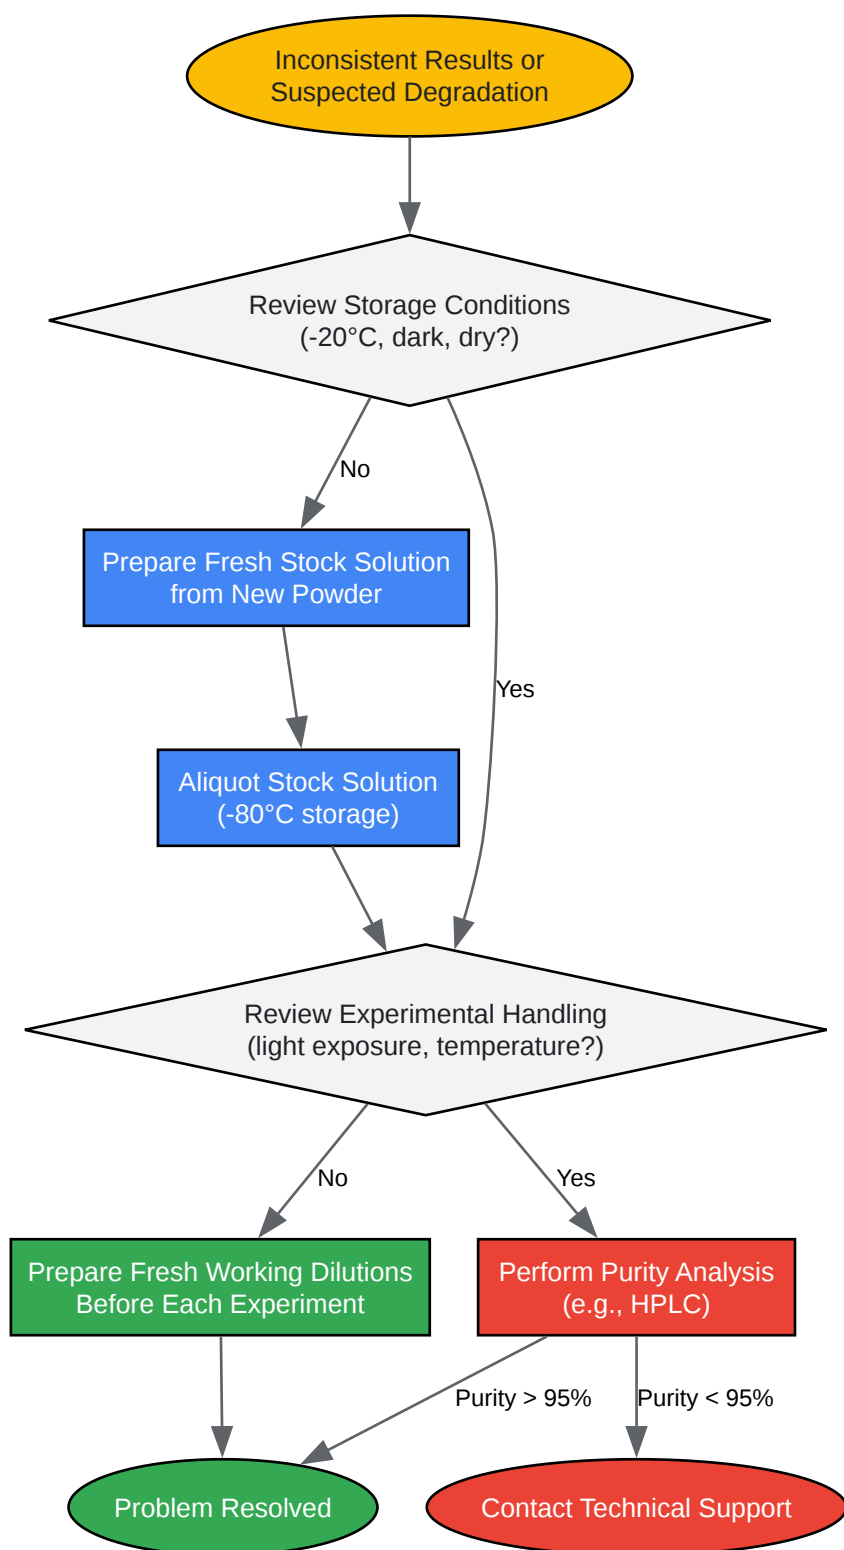 Inconsistent Results or
Suspected Degradation
Review Storage Conditions
(-20°C, dark, dry?)
No
Prepare Fresh Stock Solution
from New Powder
Yes
Aliquot Stock Solution
(-80°C storage)
Review Experimental Handling
(light exposure, temperature?)
No
Yes
Prepare Fresh Working Dilutions
Before Each Experiment
Perform Purity Analysis
(e.g., HPLC)
Purity > 95%
Purity < 95%
Problem Resolved
Contact Technical Support